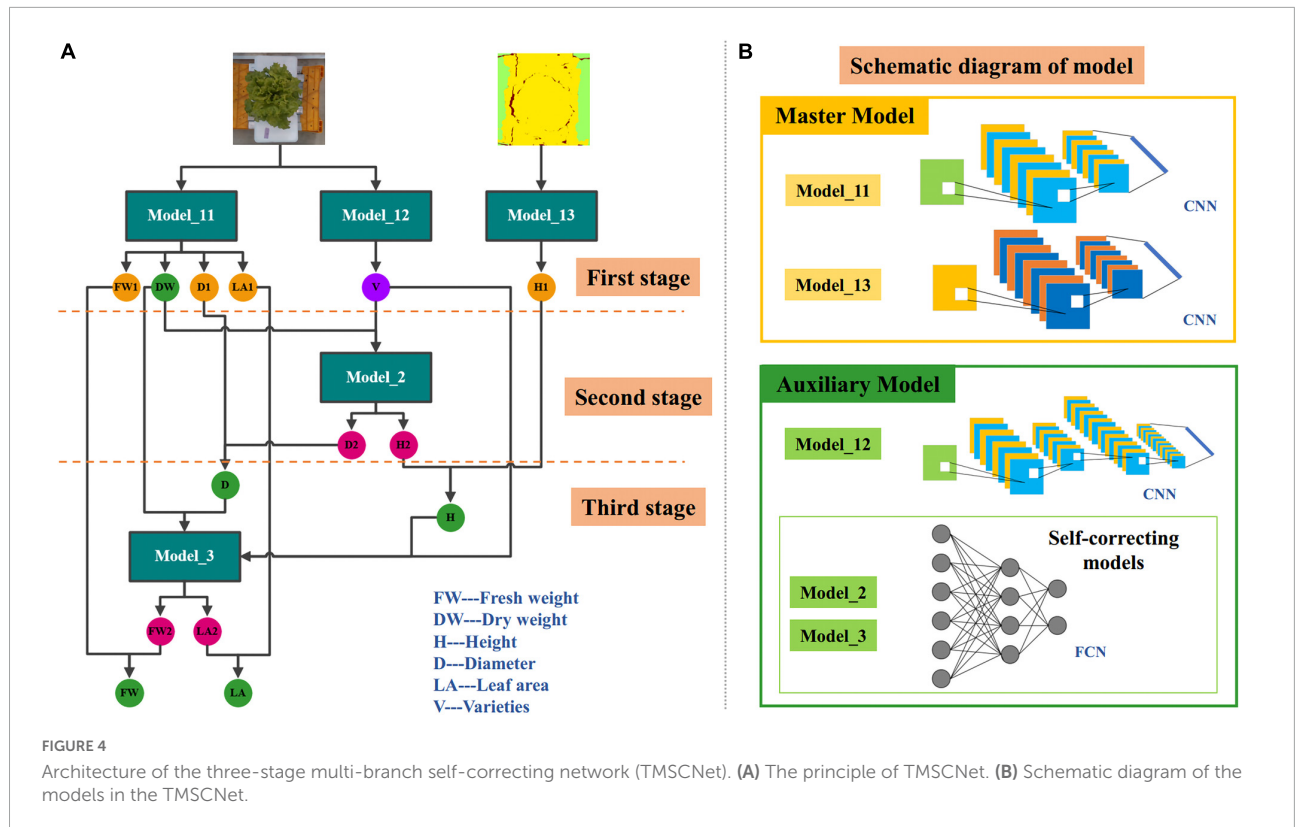 A
Model_11
Model_12
Model_13
FW1
DW
D1
LA1
V
H1
First stage
Model_2
Second stage
D2
H2
D
Third stage
H
Model_3
FW2
LA2
FW
LA
FW---Fresh weight
DW---Dry weight
H---Height
D---Diameter
LA---Leaf area
V---Varieties
B
Schematic diagram of model
Master Model
Model_11
CNN
Model_13
CNN
Auxiliary Model
Model_12
CNN
Self-correcting
models
Model_2
Model_3
FCN
FIGURE 4
Architecture of the three-stage multi-branch self-correcting network (TMSCNet). (A) The principle of TMSCNet. (B) Schematic diagram of the
models in the TMSCNet.